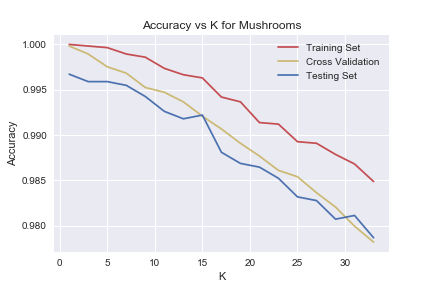 Accuracy vs K for Mushrooms
1.000
0.995
0.990
0.985
0.980
Accuracy
Training Set
Cross Validation
Testing Set
0 5 10 15 20 25 30
K